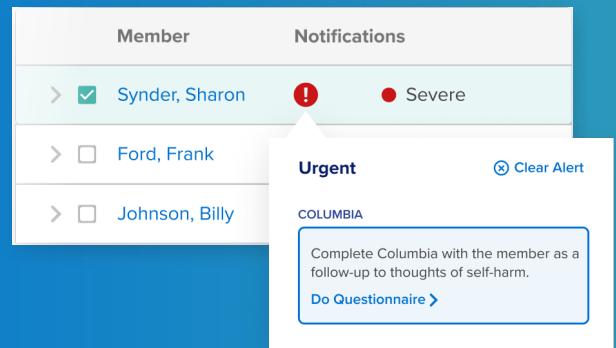 Member Notifications
Synder, Sharon ! Severe
Ford, Frank
Johnson, Billy
Urgent Clear Alert
COLUMBIA
Complete Columbia with the member as a
follow-up to thoughts of self-harm.
Do Questionnaire